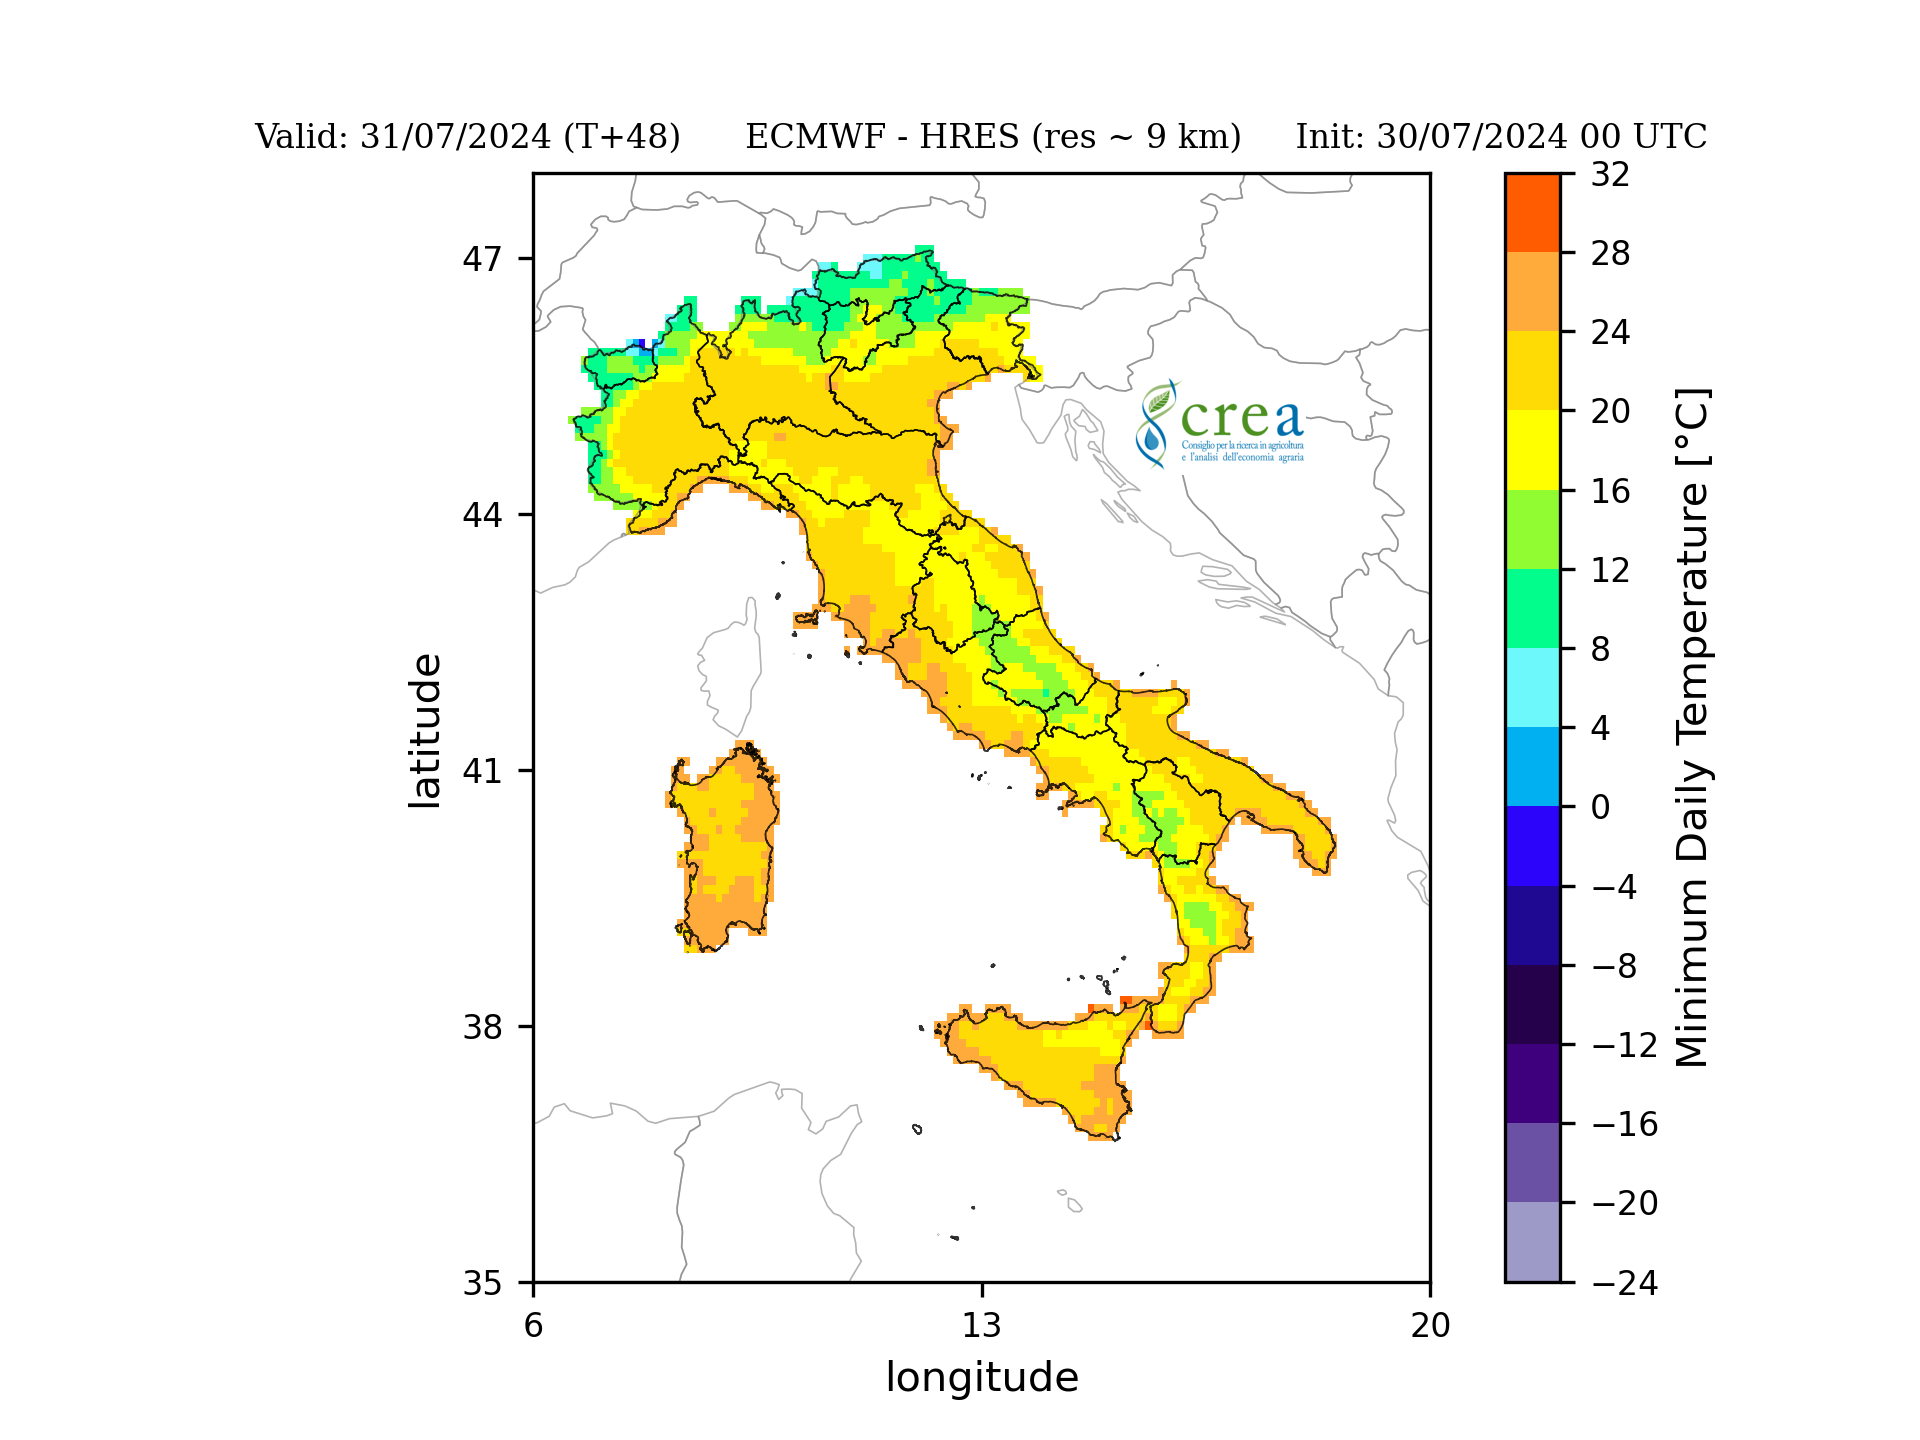 Valid: 31/07/2024 (T+48) ECMWF - HRES (res ~ 9 km) Init: 30/07/2024 00 UTC
47
44
41
38
35
latitude
6 13 20
longitude
crea
Consiglio per la ricerca in agricoltura
e l'analisi dell'economia agraria
32
28
24
20
16
12
8
4
0
−4
−8
−12
−16
−20
−24
Minimum Daily Temperature [°C]